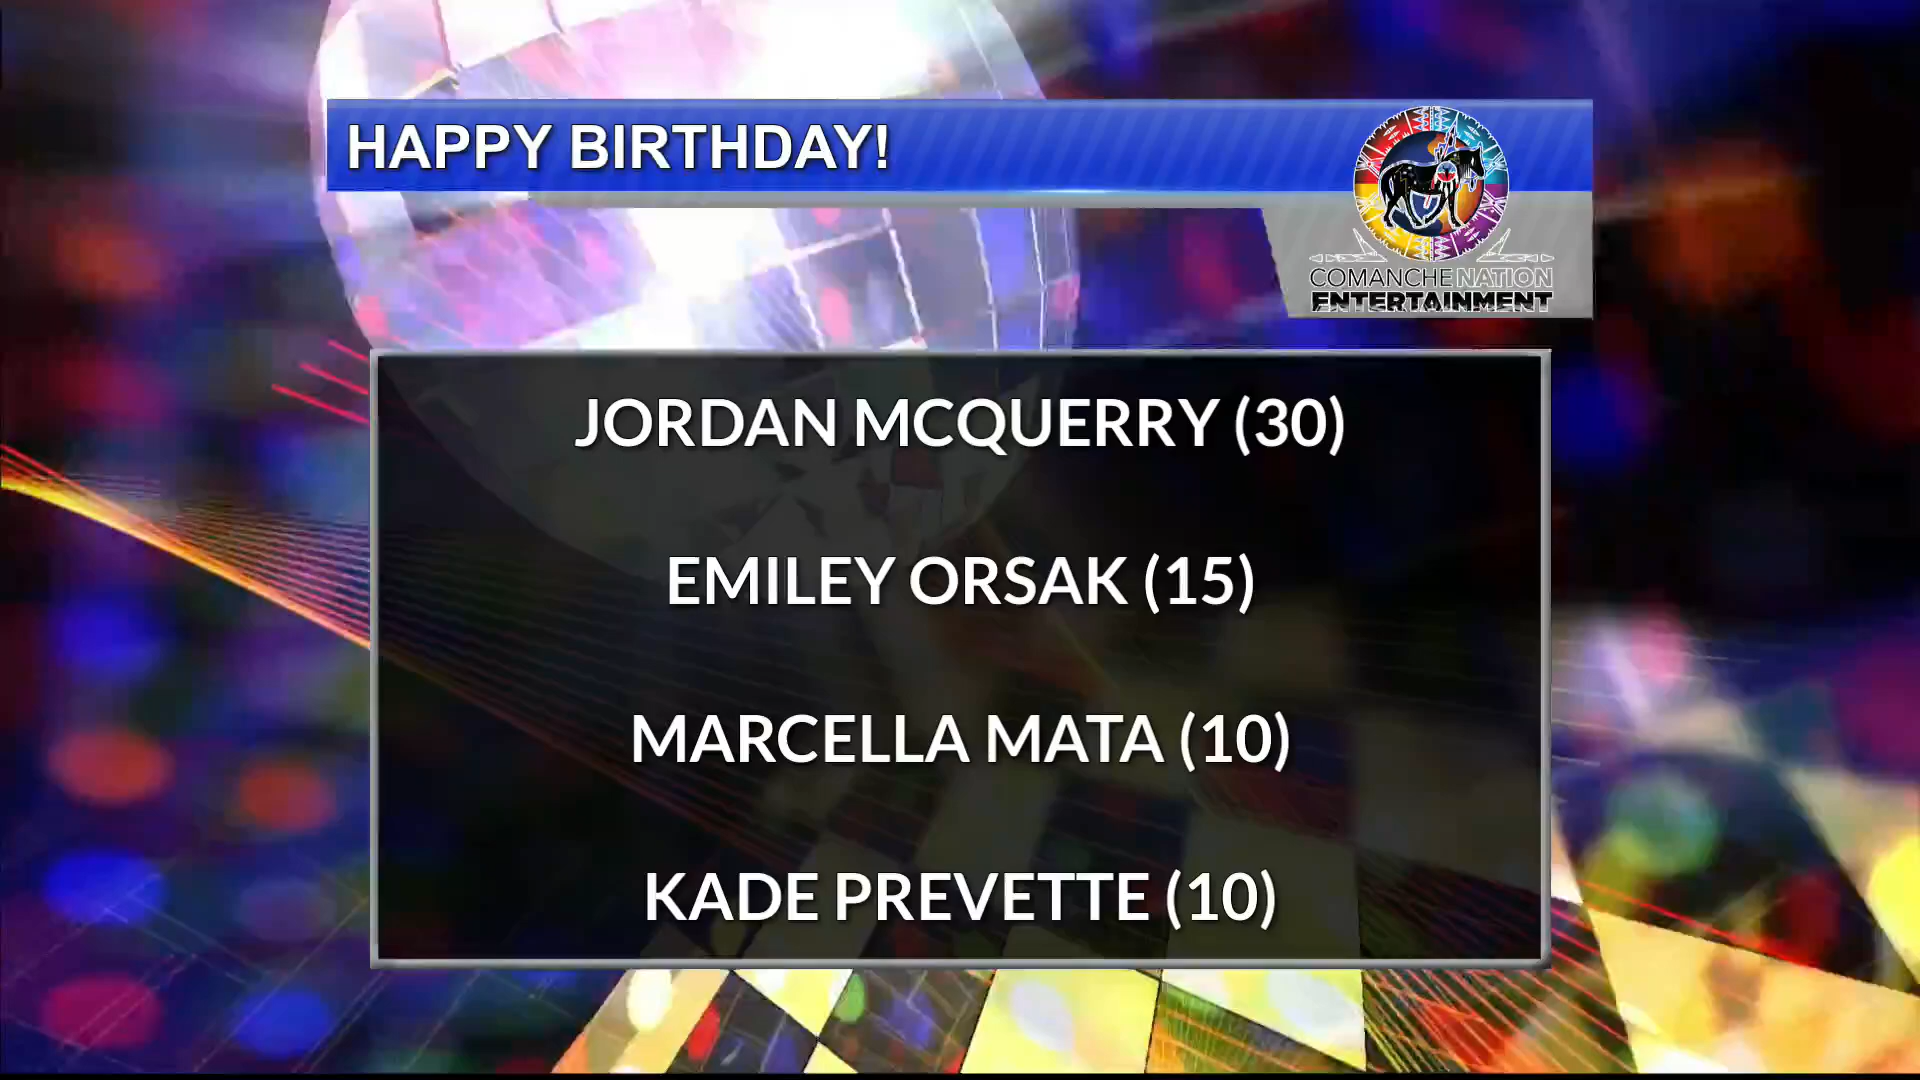 HAPPY BIRTHDAY!
COMANCHE NATION
ENTERTAINMENT
JORDAN MCQUERRY (30)
EMILEY ORSAK (15)
MARCELLA MATA (10)
KADE PREVETTE (10)